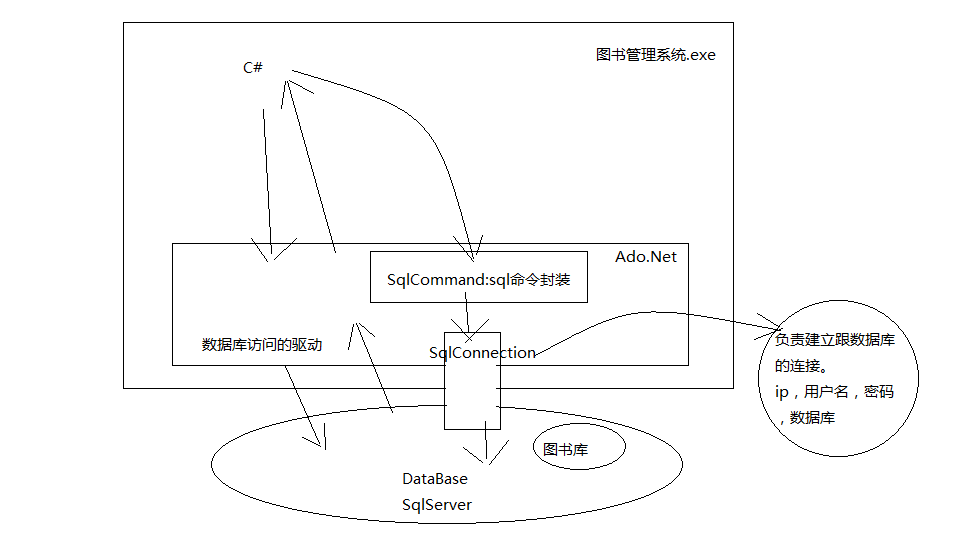 图书管理系统.exe
C#
Ado.Net
SqlCommand:sql命令封装
数据库访问的驱动
SqlConnection
负责建立跟数据库
的连接。
ip，用户名，密码
，数据库
图书库
DataBase
SqlServer